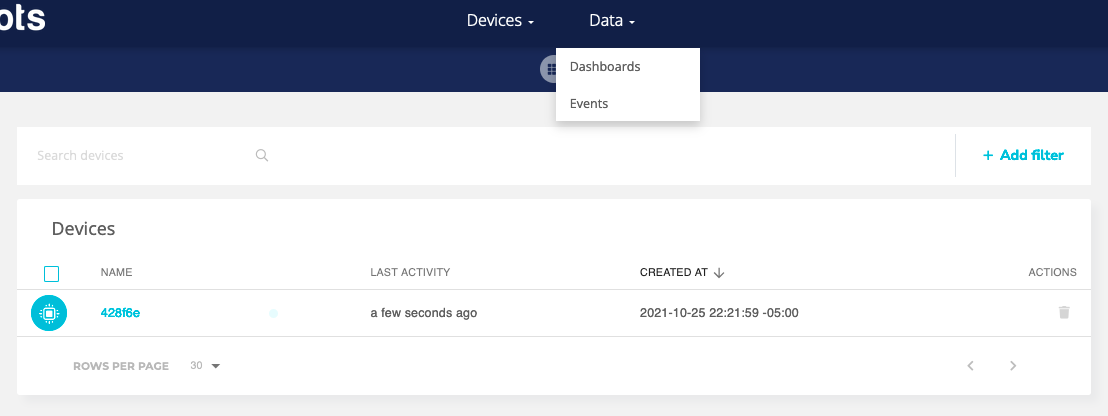 ots
Devices
Data
Dashboards
Events
Search devices
+ Add filter
Devices
NAME
LAST ACTIVITY
CREATED AT
ACTIONS
428f6e
a few seconds ago
2021-10-25 22:21:59 -05:00
ROWS PER PAGE
30